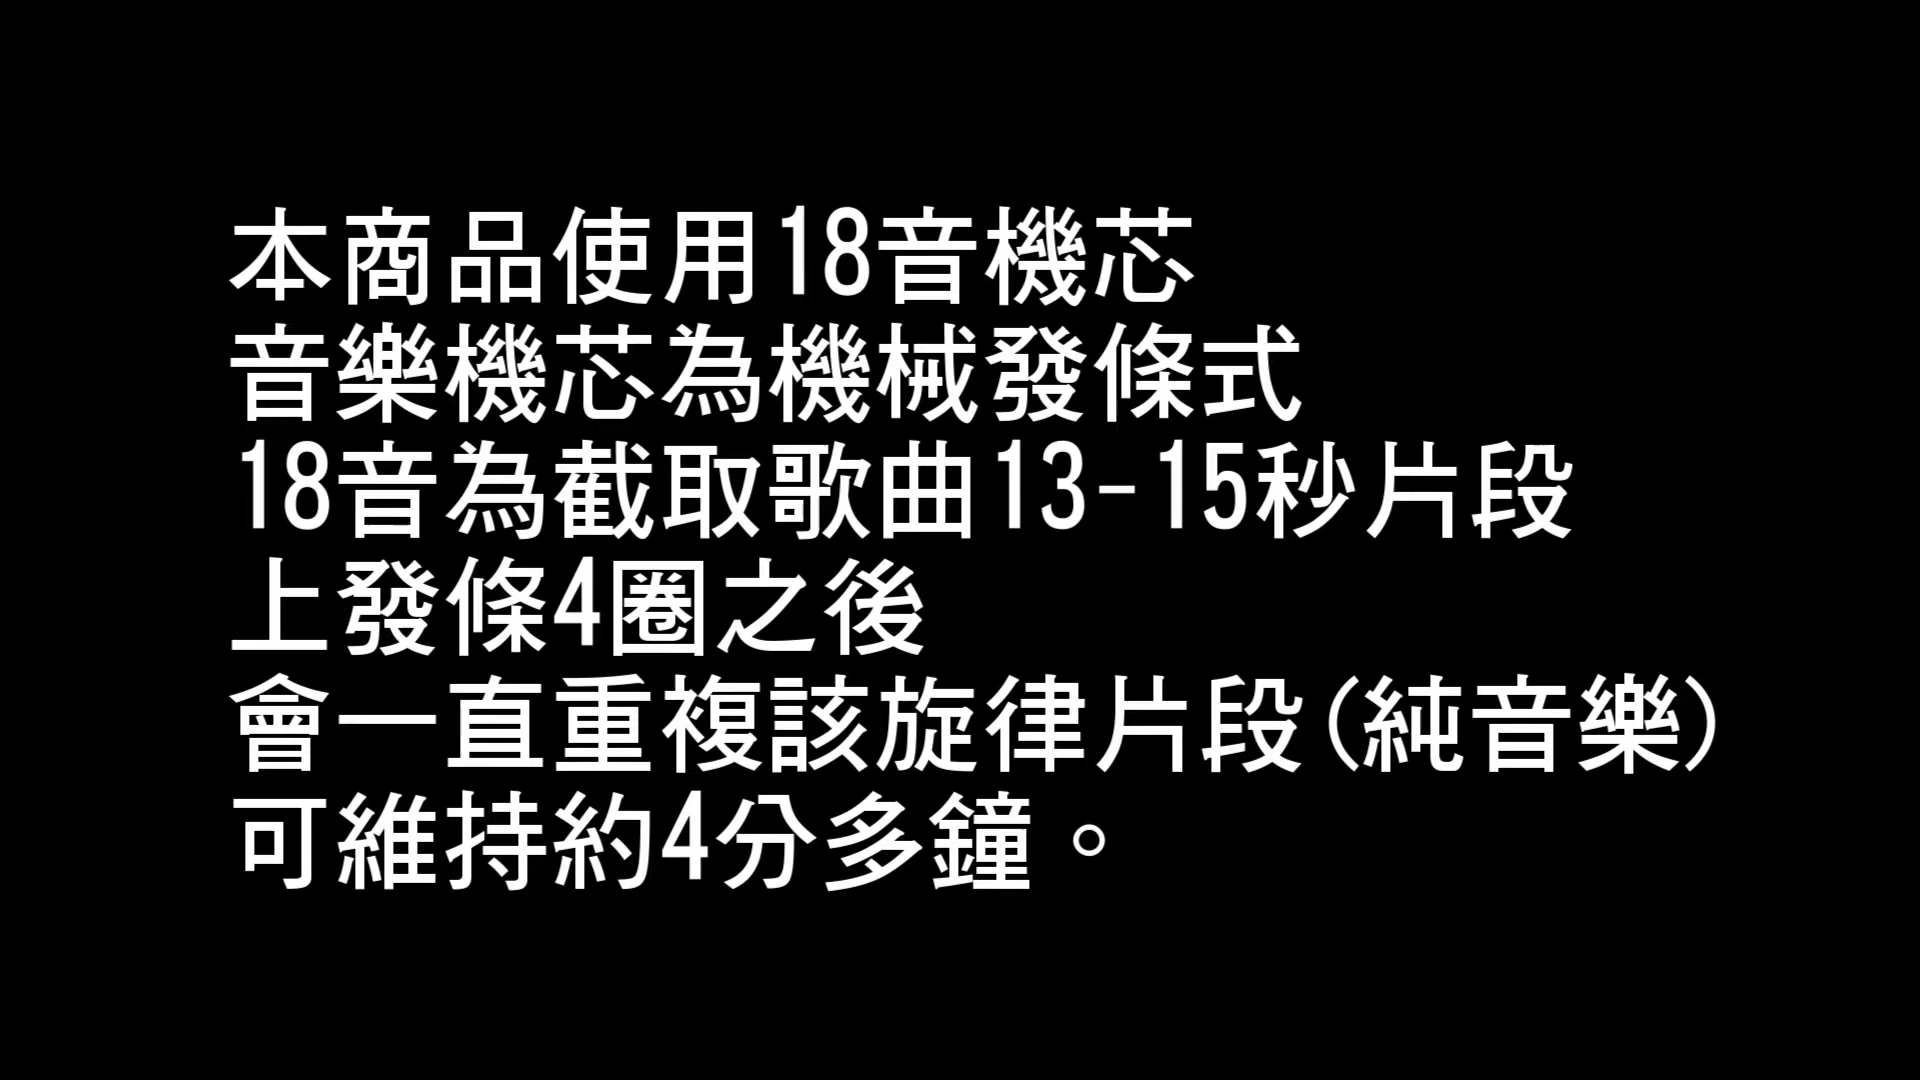 本商品使用18音機芯
音樂機芯為機械發條式
18音為截取歌曲13-15秒片段
上發條4圈之後
會一直重複該旋律片段(純音樂)
可維持約4分多鐘。